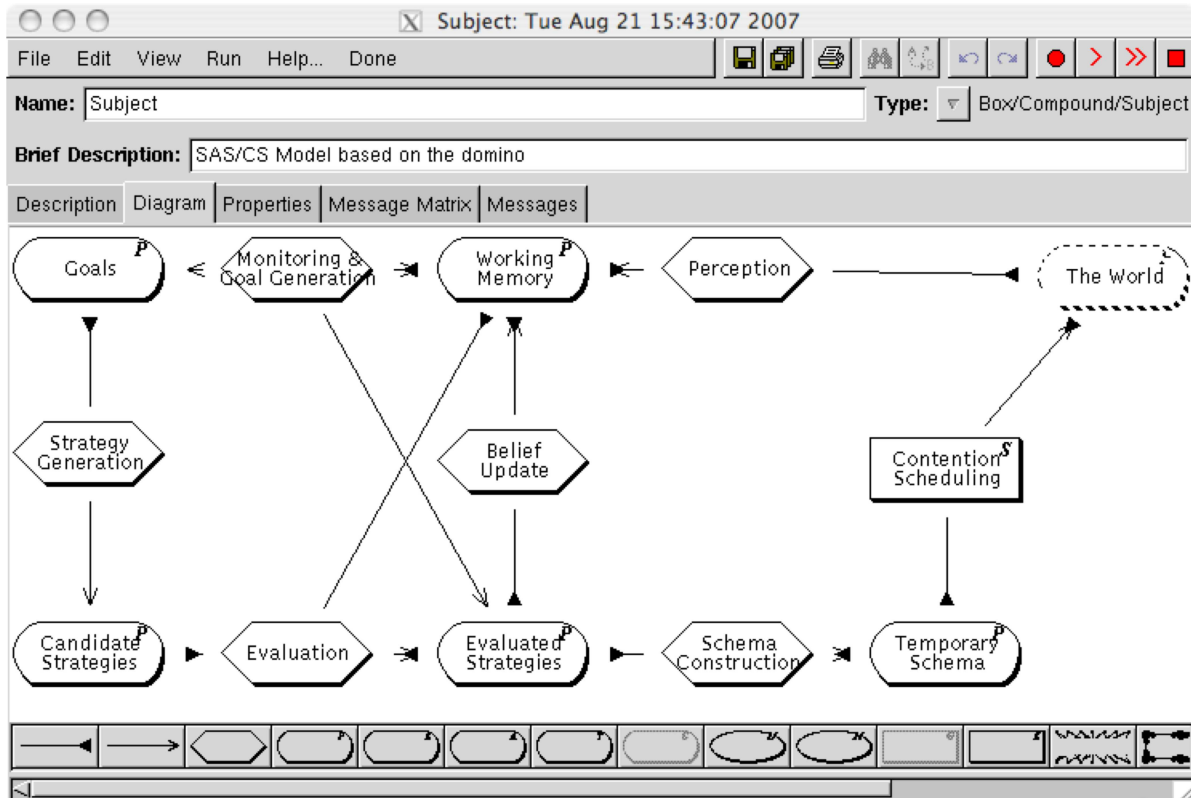 Subject: Tue Aug 21 15:43:07 2007
File Edit View Run Help... Done
Name: Subject Type: Box/Compound/Subject
Brief Description: SAS/CS Model based on the domino
Description Diagram Properties Message Matrix Messages
Goals P
Monitoring &
Goal Generation
Working P
Memory
Perception
The World C
Strategy
Generation
Belief
Update
Contention S
Scheduling
Candidate P
Strategies
Evaluation
Evaluated P
Strategies
Schema
Construction
Temporary P
Schema